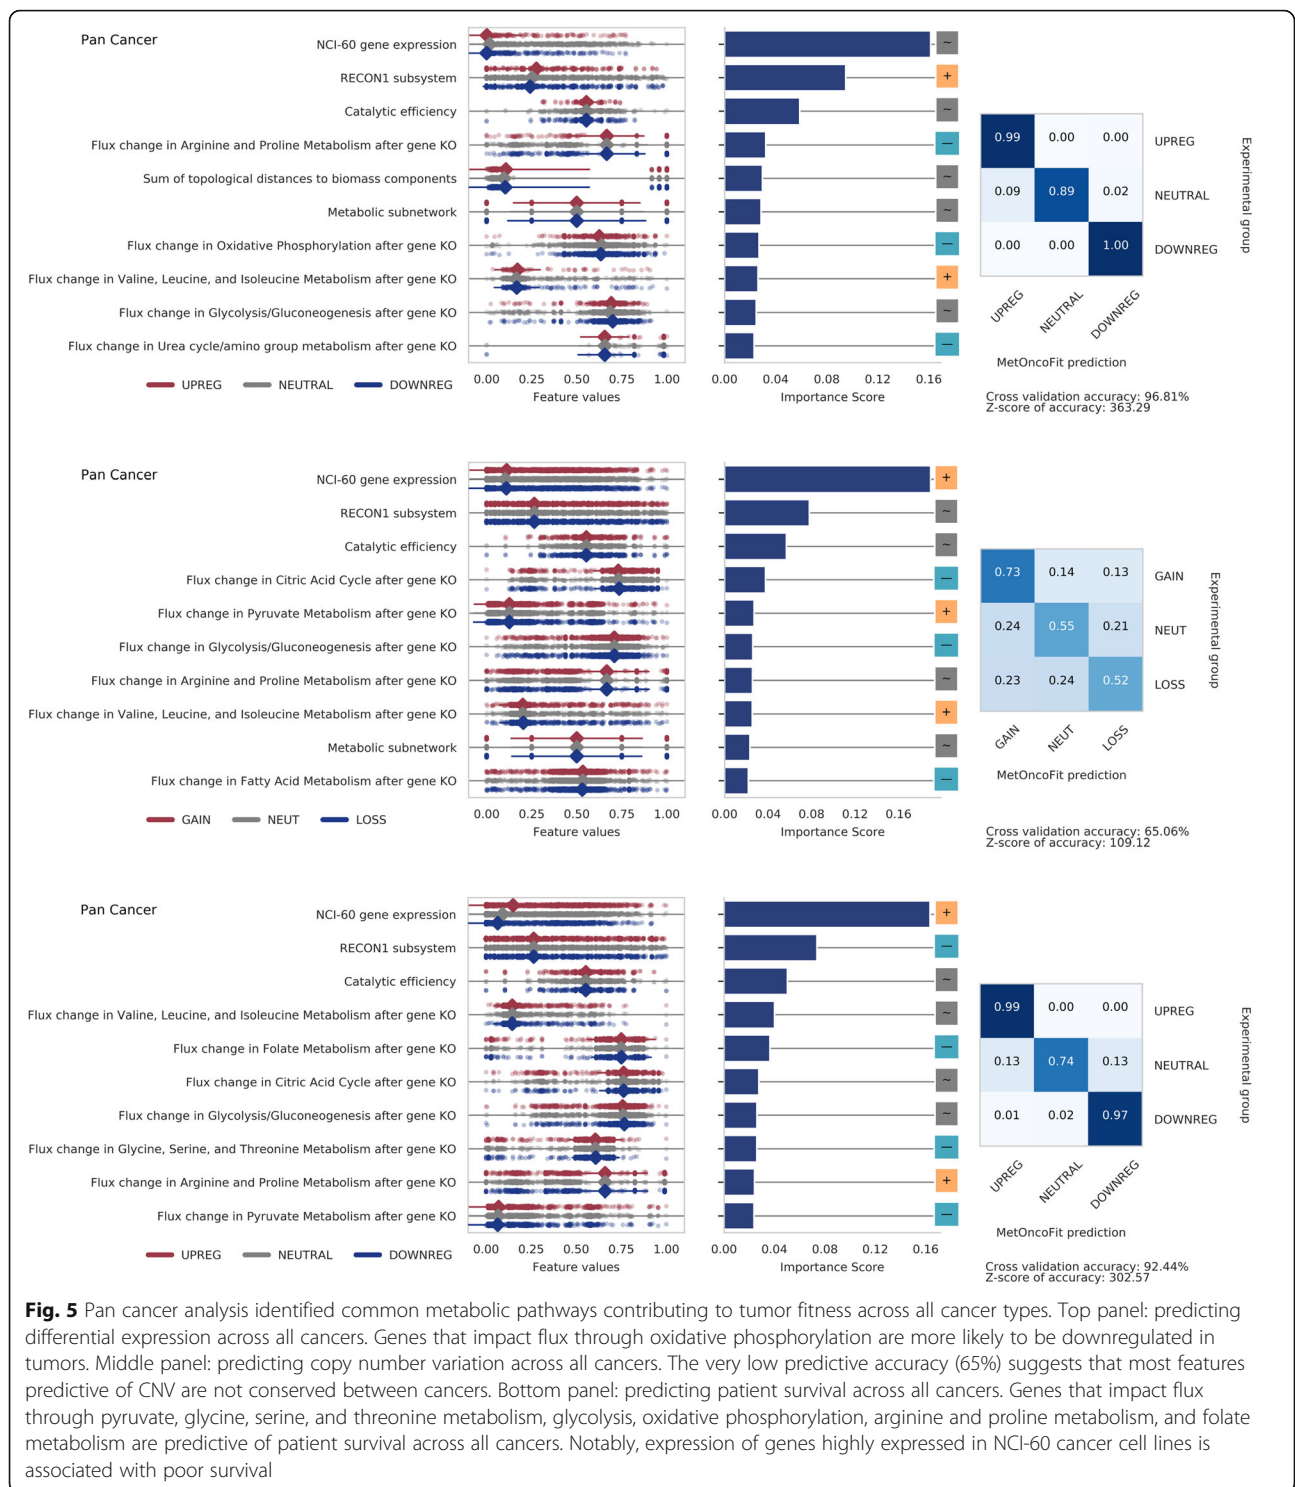 Pan Cancer
NCI-60 gene expression
RECON1 subsystem
Catalytic efficiency
Flux change in Arginine and Proline Metabolism after gene KO
Sum of topological distances to biomass components
Metabolic subnetwork
Flux change in Oxidative Phosphorylation after gene KO
Flux change in Valine, Leucine, and Isoleucine Metabolism after gene KO
Flux change in Glycolysis/Gluconeogenesis after gene KO
Flux change in Urea cycle/amino group metabolism after gene KO
UPREG NEUTRAL DOWNREG
0.00 0.25 0.50 0.75 1.00
Feature values
~
+
~
—
~
~
—
+
~
—
0.00 0.04 0.08 0.12 0.16
Importance Score
0.99 0.00 0.00 UPREG
0.09 0.89 0.02 NEUTRAL
0.00 0.00 1.00 DOWNREG
Experimental group
UPREG NEUTRAL DOWNREG
MetOncoFit prediction
Cross validation accuracy: 96.81%
Z-score of accuracy: 363.29
Pan Cancer
NCI-60 gene expression
RECON1 subsystem
Catalytic efficiency
Flux change in Citric Acid Cycle after gene KO
Flux change in Pyruvate Metabolism after gene KO
Flux change in Glycolysis/Gluconeogenesis after gene KO
Flux change in Arginine and Proline Metabolism after gene KO
Flux change in Valine, Leucine, and Isoleucine Metabolism after gene KO
Metabolic subnetwork
Flux change in Fatty Acid Metabolism after gene KO
GAIN NEUT LOSS
0.00 0.25 0.50 0.75 1.00
Feature values
+
~
~
—
+
—
~
+
~
—
0.00 0.04 0.08 0.12 0.16
Importance Score
0.73 0.14 0.13 GAIN
0.24 0.55 0.21 NEUT
0.23 0.24 0.52 LOSS
Experimental group
GAIN NEUT LOSS
MetOncoFit prediction
Cross validation accuracy: 65.06%
Z-score of accuracy: 109.12
Pan Cancer
NCI-60 gene expression
RECON1 subsystem
Catalytic efficiency
Flux change in Valine, Leucine, and Isoleucine Metabolism after gene KO
Flux change in Folate Metabolism after gene KO
Flux change in Citric Acid Cycle after gene KO
Flux change in Glycolysis/Gluconeogenesis after gene KO
Flux change in Glycine, Serine, and Threonine Metabolism after gene KO
Flux change in Arginine and Proline Metabolism after gene KO
Flux change in Pyruvate Metabolism after gene KO
UPREG NEUTRAL DOWNREG
0.00 0.25 0.50 0.75 1.00
Feature values
+
—
~
~
—
~
~
—
+
—
0.00 0.04 0.08 0.12 0.16
Importance Score
0.99 0.00 0.00 UPREG
0.13 0.74 0.13 NEUTRAL
0.01 0.02 0.97 DOWNREG
Experimental group
UPREG NEUTRAL DOWNREG
MetOncoFit prediction
Cross validation accuracy: 92.44%
Z-score of accuracy: 302.57
Fig. 5 Pan cancer analysis identified common metabolic pathways contributing to tumor fitness across all cancer types. Top panel: predicting
differential expression across all cancers. Genes that impact flux through oxidative phosphorylation are more likely to be downregulated in
tumors. Middle panel: predicting copy number variation across all cancers. The very low predictive accuracy (65%) suggests that most features
predictive of CNV are not conserved between cancers. Bottom panel: predicting patient survival across all cancers. Genes that impact flux
through pyruvate, glycine, serine, and threonine metabolism, glycolysis, oxidative phosphorylation, arginine and proline metabolism, and folate
metabolism are predictive of patient survival across all cancers. Notably, expression of genes highly expressed in NCI-60 cancer cell lines is
associated with poor survival